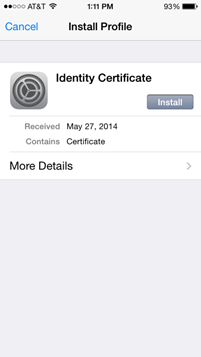 AT&T 1:11 PM 93%
Cancel Install Profile
Identity Certificate
Install
Received May 27, 2014
Contains Certificate
More Details